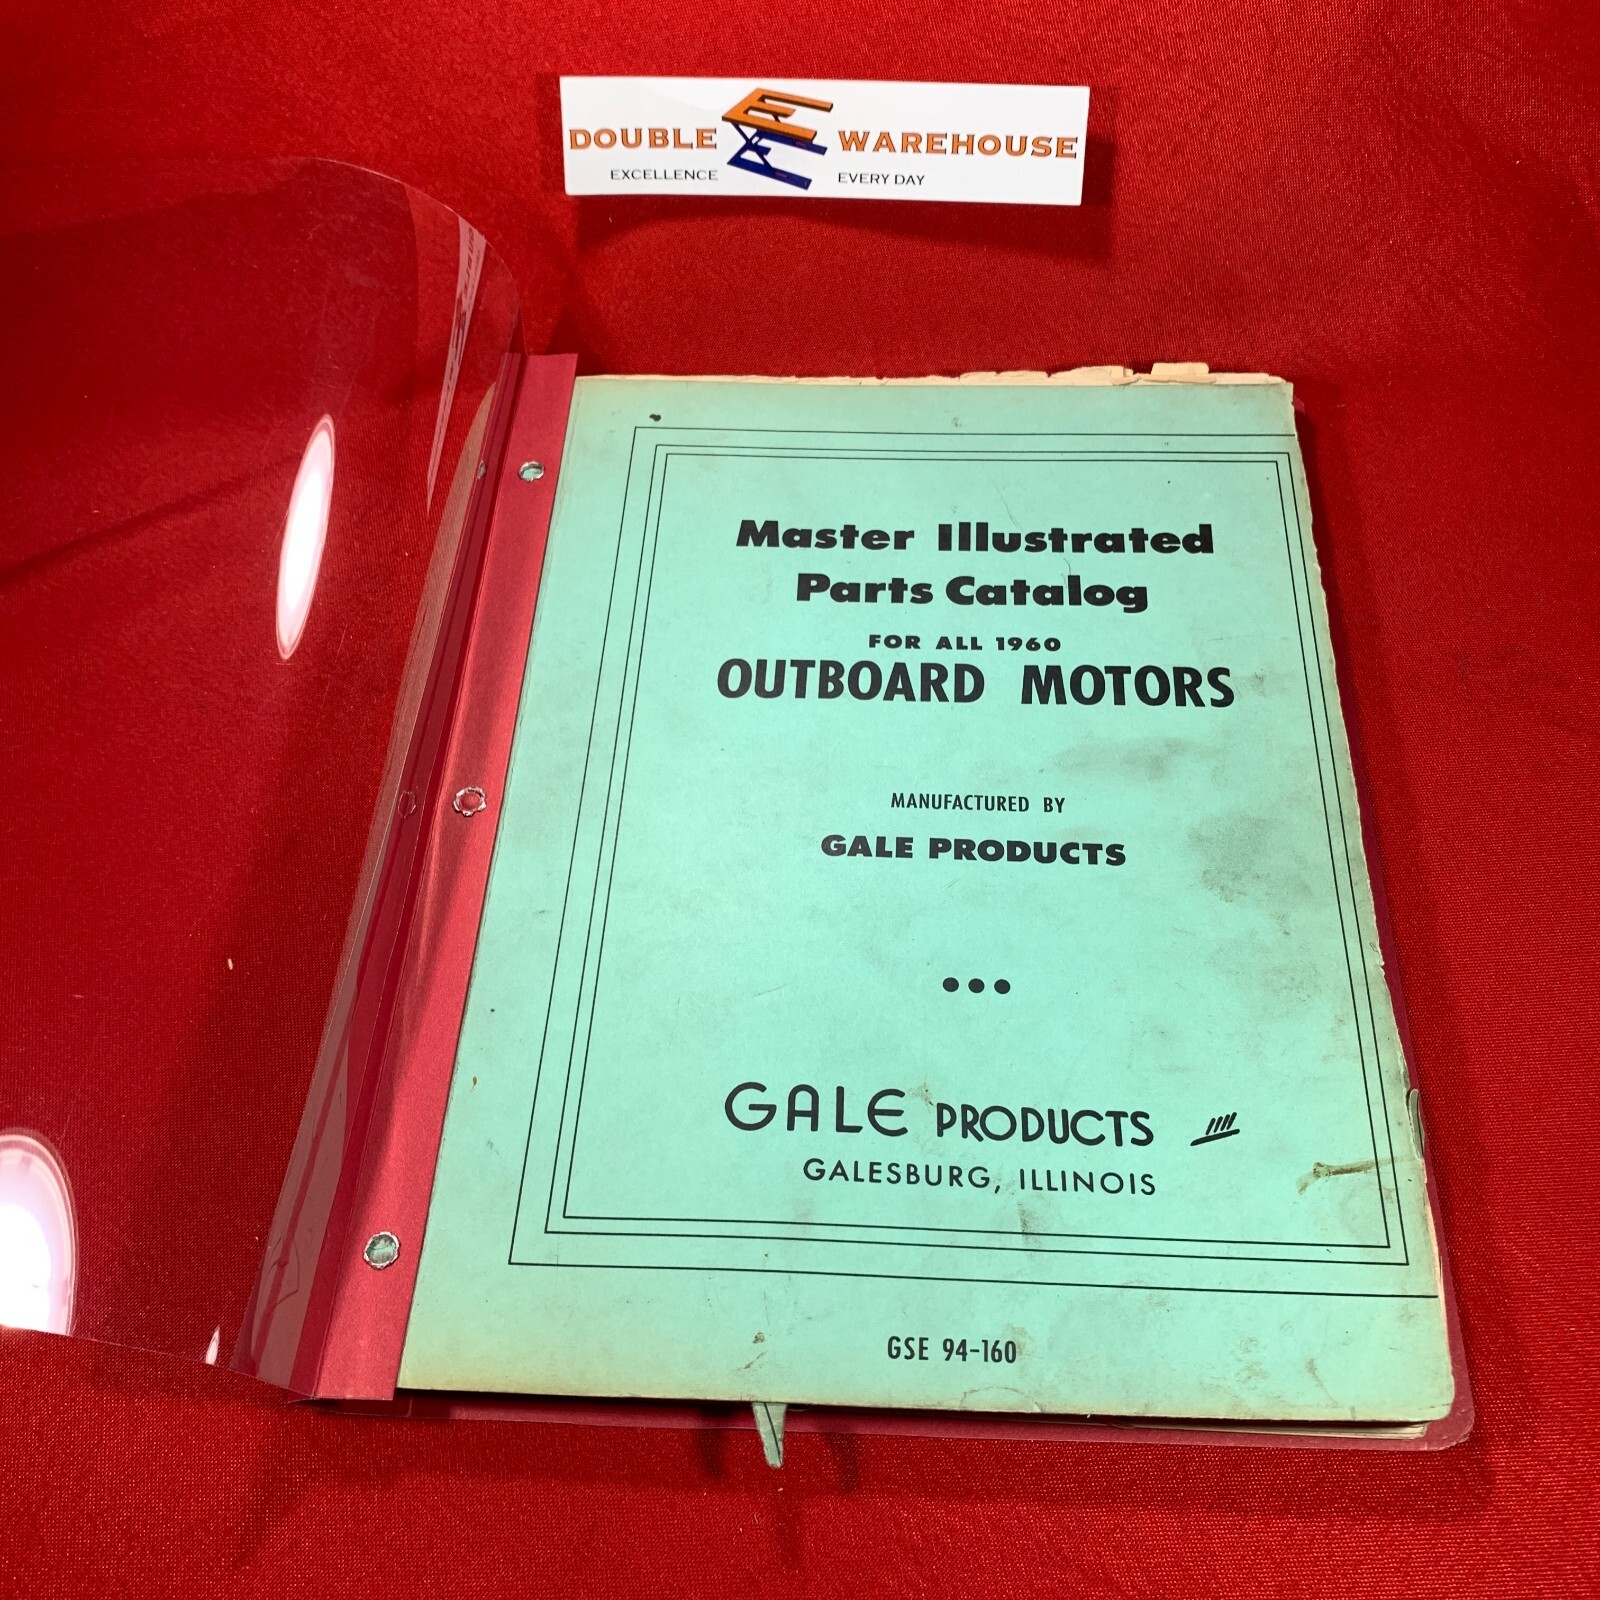 DOUBLE EE WAREHOUSE
EXCELLENCE EVERY DAY
Master Illustrated
Parts Catalog
FOR ALL 1960
OUTBOARD MOTORS
MANUFACTURED BY
GALE PRODUCTS
GALE PRODUCTS
GALESBURG, ILLINOIS
GSE 94-160